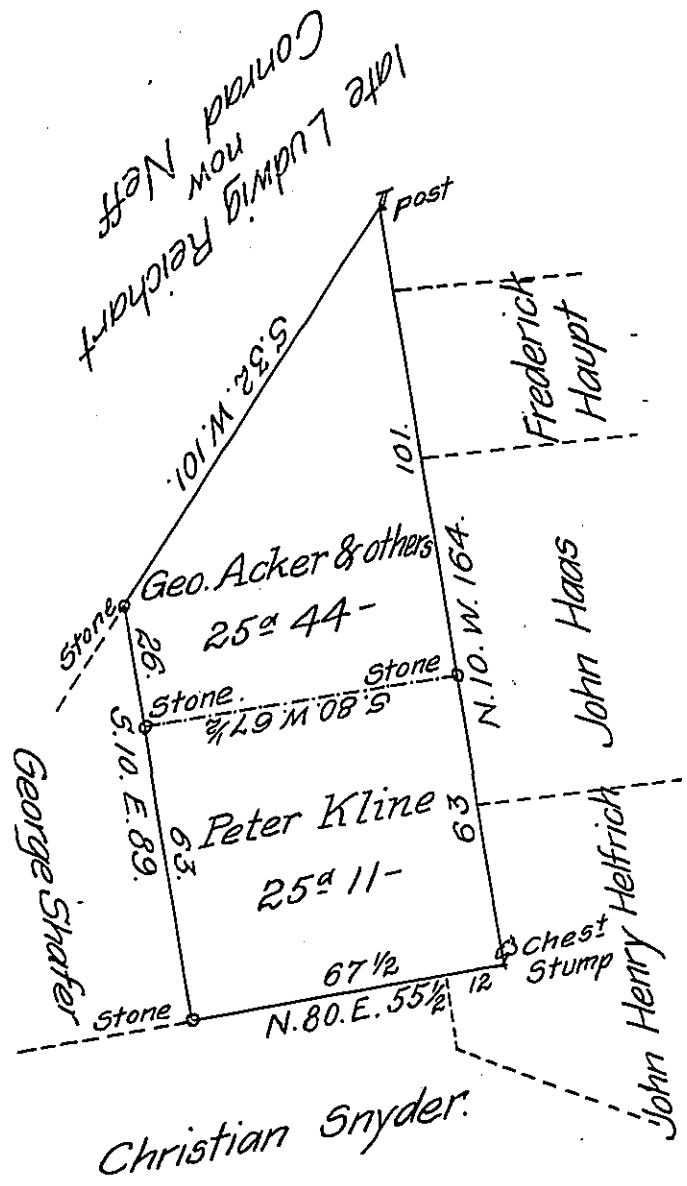 late Ludwig Reichart
now
Conrad Neff
post
Frederick
Haupt
S.32. W.101.
101.
Geo. Acker & others
25a 44-
Stone
26.
Stone.
Stone
S. 80 W 67½
N. 10. W. 164.
John Haas
George Shafer
S. 10. E. 89.
63.
Peter Kline
25a 11-
63
Chest
Stump
John Henry Helfrich
67 ½
12
N. 80. E. 55½
Stone
Christian Snyder.